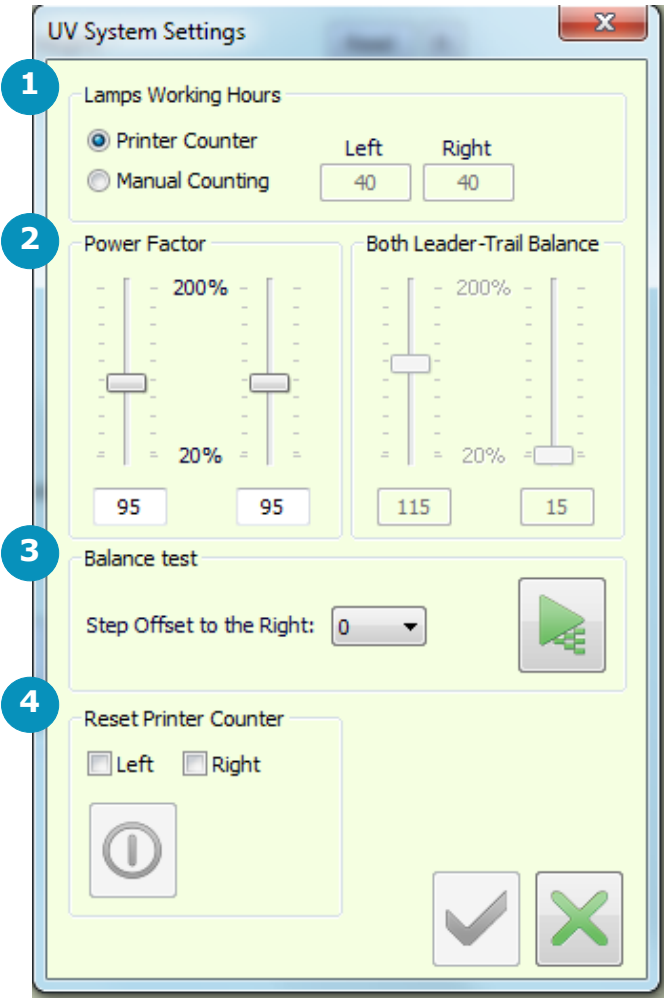 UV System Settings
1
Lamps Working Hours
Printer Counter
Left Right
Manual Counting
40 40
2
Power Factor
Both Leader-Trail Balance
200%
200%
20%
20%
95 95
115 15
3
Balance test
Step Offset to the Right: 0
4
Reset Printer Counter
Left Right